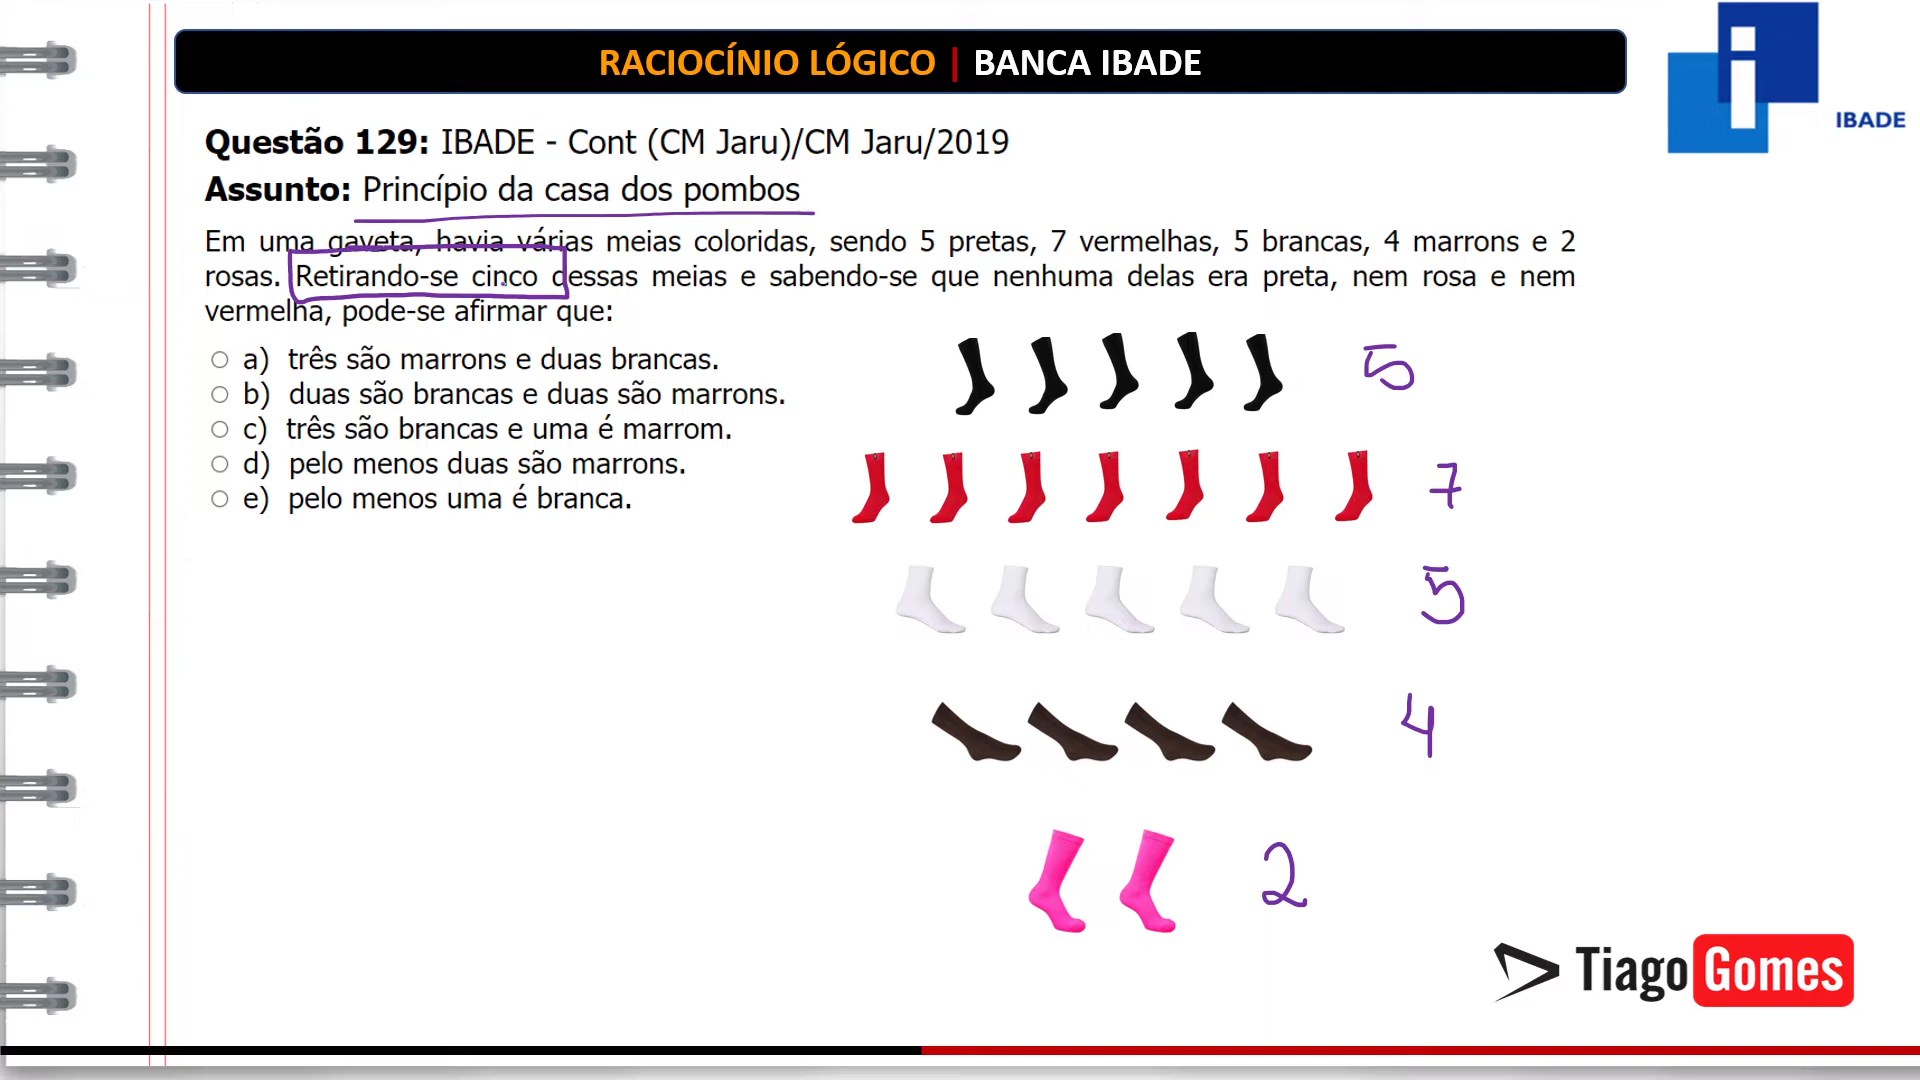 RACIOCÍNIO LÓGICO | BANCA IBADE
IBADE
Questão 129: IBADE - Cont (CM Jaru)/CM Jaru/2019
Assunto: Princípio da casa dos pombos
Em uma gaveta, havia várias meias coloridas, sendo 5 pretas, 7 vermelhas, 5 brancas, 4 marrons e 2
rosas. Retirando-se cinco dessas meias e sabendo-se que nenhuma delas era preta, nem rosa e nem
vermelha, pode-se afirmar que:
a) três são marrons e duas brancas.
b) duas são brancas e duas são marrons.
c) três são brancas e uma é marrom.
d) pelo menos duas são marrons.
e) pelo menos uma é branca.
5
7
5
4
2
Tiago Gomes